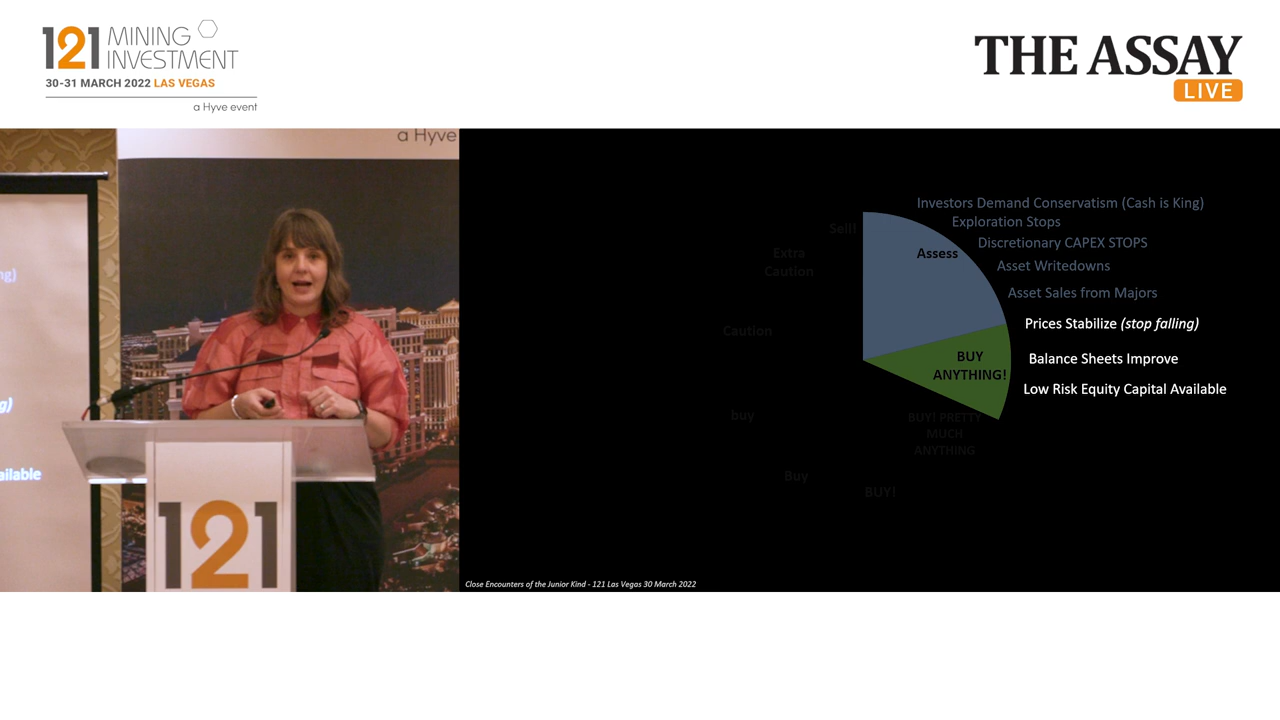 121 MINING
INVESTMENT
30-31 MARCH 2022 LAS VEGAS
a Hyve event
THE ASSAY
LIVE
a Hyve
ng)
g)
ailable
121
Investors Demand Conservatism (Cash is King)
Exploration Stops
Discretionary CAPEX STOPS
Asset Writedowns
Asset Sales from Majors
Prices Stabilize (stop falling)
Balance Sheets Improve
Low Risk Equity Capital Available
Sell!
Assess
Extra
Caution
Caution
BUY
ANYTHING!
buy
BUY! PRETTY
MUCH
ANYTHING
Buy
BUY!
Close Encounters of the Junior Kind - 121 Las Vegas 30 March 2022